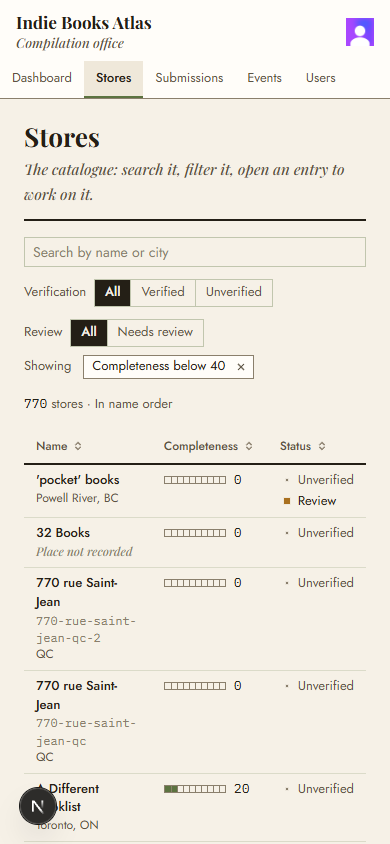 Indie Books Atlas
Compilation office
Dashboard Stores Submissions Events Users
Stores
The catalogue: search it, filter it, open an entry to
work on it.
Search by name or city
Verification All Verified Unverified
Review All Needs review
Showing Completeness below 40 ×
770 stores · In name order
Name Completeness Status
'pocket' books 0 Unverified
Powell River, BC Review
32 Books 0 Unverified
Place not recorded
770 rue Saint- 0 Unverified
Jean
770-rue-saint-
jean-qc-2
QC
770 rue Saint- 0 Unverified
Jean
770-rue-saint-
jean-qc
QC
Different 20 Unverified
N
Toronto, ON